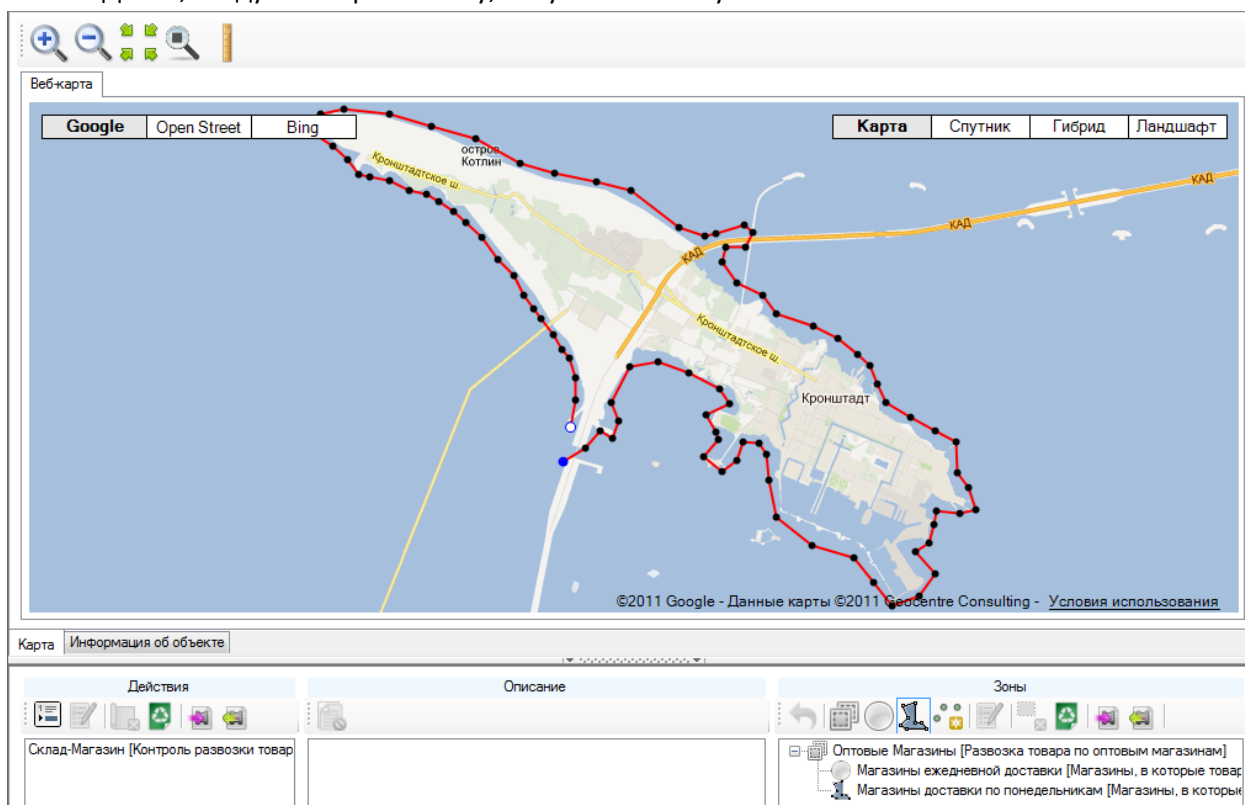 Веб-карта
Google Open Street Bing
Карта Спутник Гибрид Ландшафт
остров
Котлин
Кронштадтское ш.
КАД
КАД
КАД
Кронштадтское ш.
Кронштадт
©2011 Google - Данные карты ©2011 Geocentre Consulting - Условия использования
Карта Информация об объекте
Действия Описание Зоны
Склад-Магазин [Контроль развозки товар
Оптовые Магазины [Развозка товара по оптовым магазинам]
Магазины ежедневной доставки [Магазины, в которые товар
Магазины доставки по понедельникам [Магазины, в которые